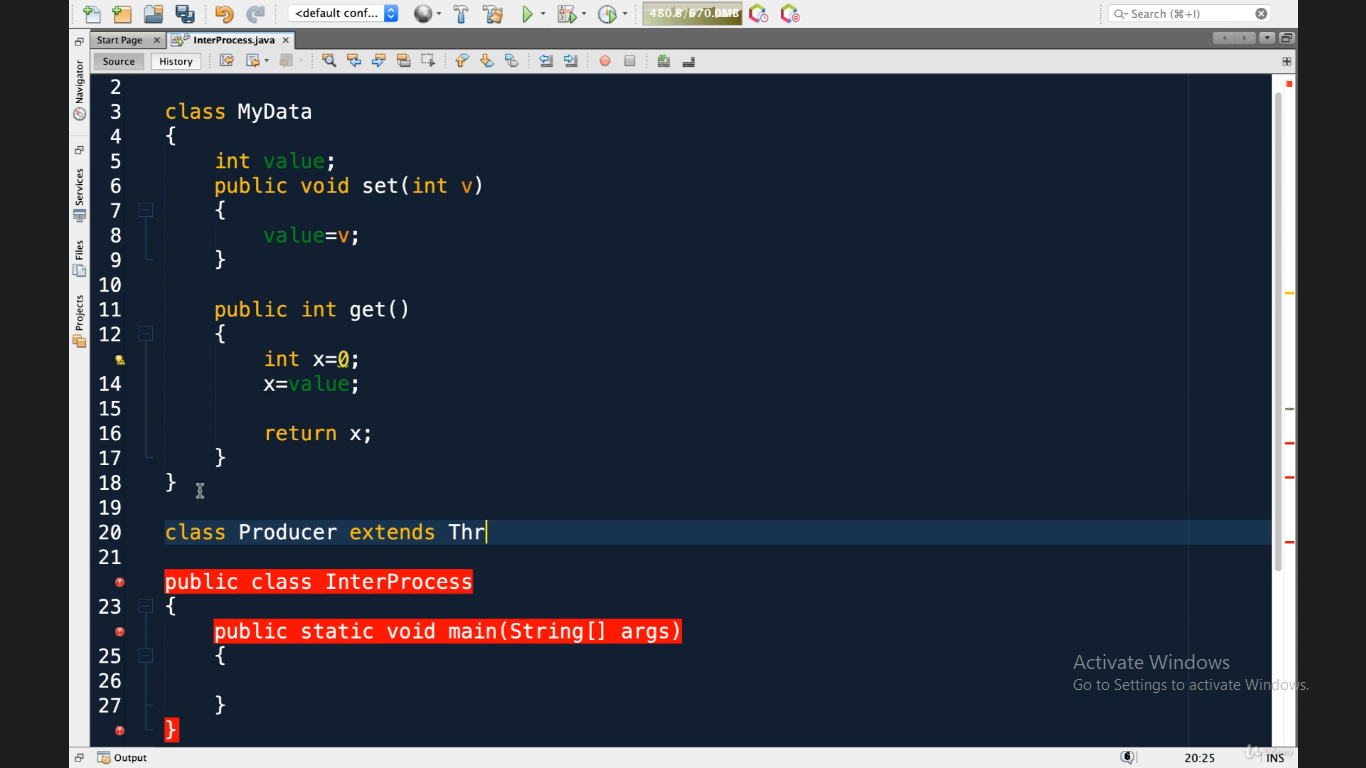 <default conf...
480.8/670.0MB
Search (⌘+I)
Start Page
InterProcess.java
Source
History
Navigator
Services
Files
Projects
2
3 class MyData
4 {
5 int value;
6 public void set(int v)
7 {
8 value=v;
9 }
10
11 public int get()
12 {
int x=0;
14 x=value;
15
16 return x;
17 }
18 }
19
20 class Producer extends Thr
21
public class InterProcess
23 {
public static void main(String[] args)
25 {
26
27 }
}
Activate Windows
Go to Settings to activate Windows.
Output
6
20:25
INS